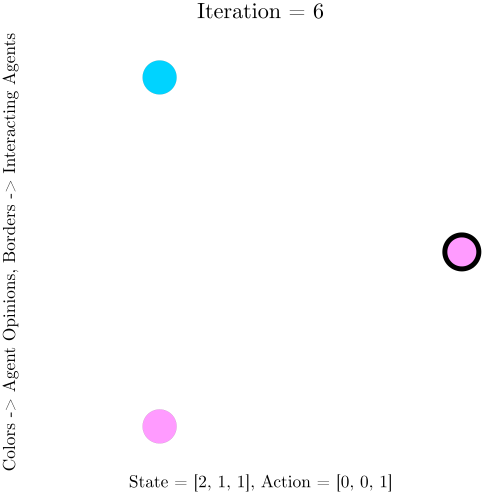 Iteration = 6
Colors -> Agent Opinions, Borders -> Interacting Agents
State = [2, 1, 1], Action = [0, 0, 1]